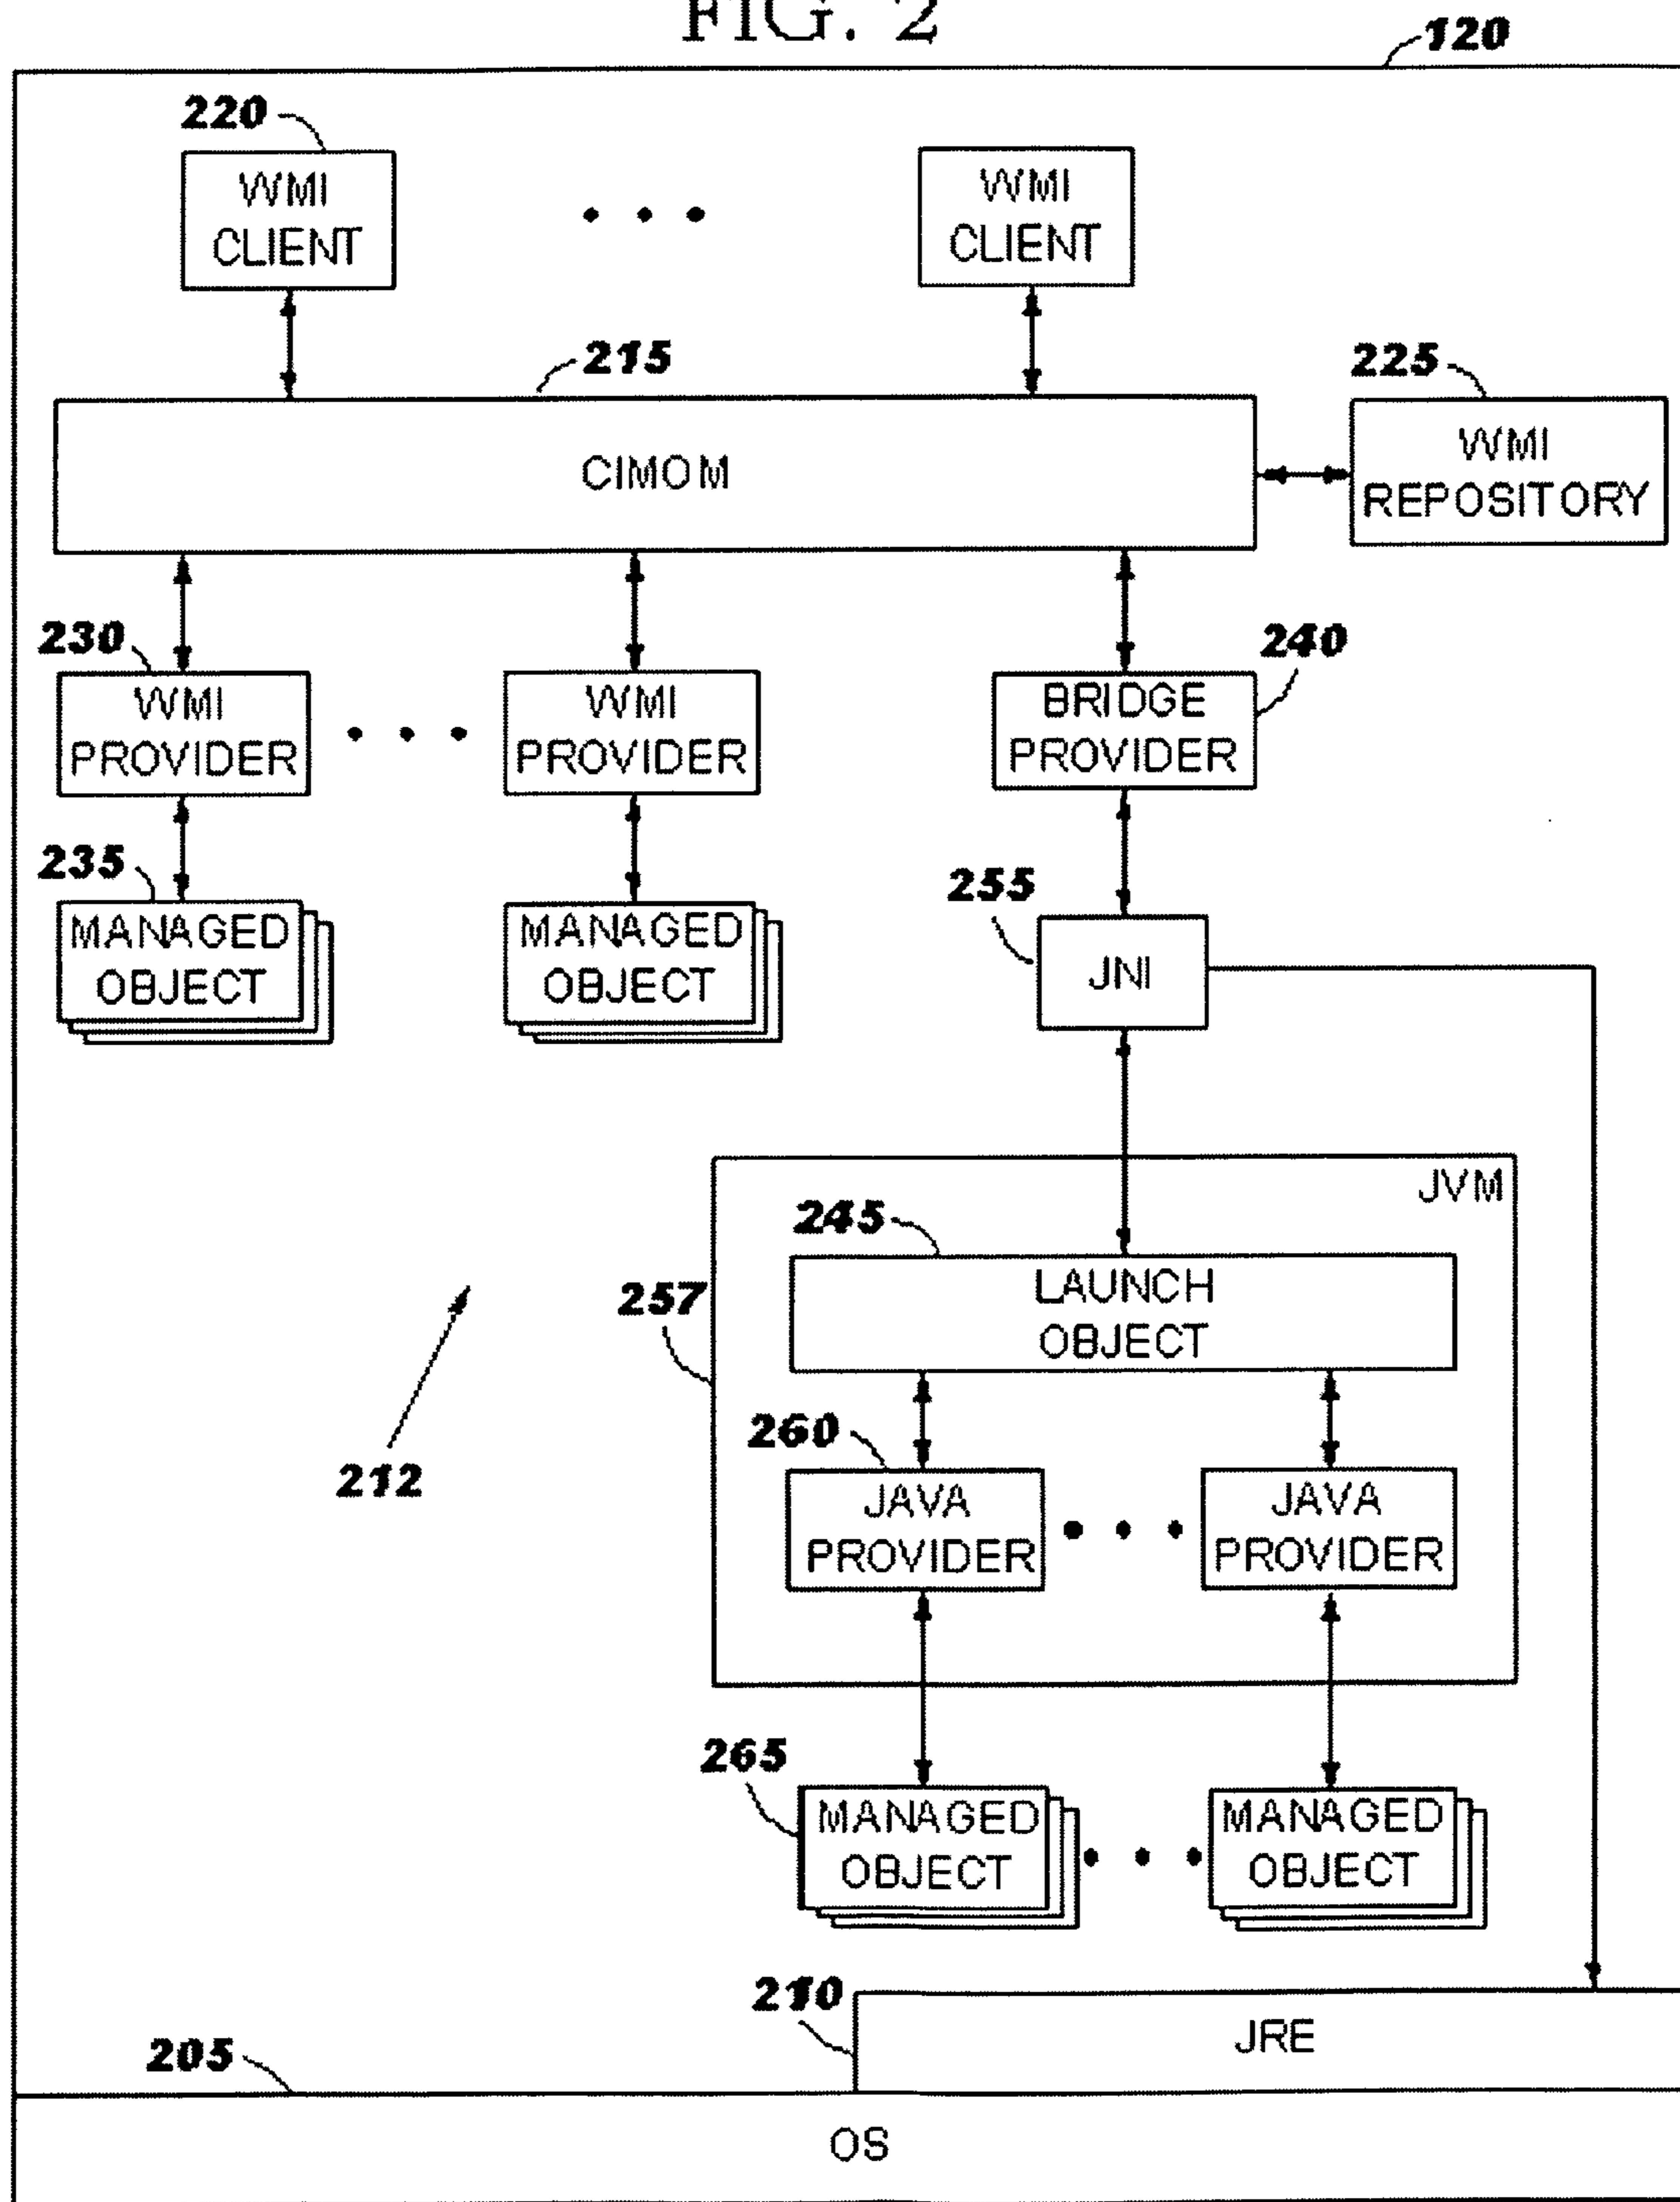 FIG. 2
120
220
WMI
CLIENT
WMI
CLIENT
215
225
CIMOM
WMI
REPOSITORY
230
240
WMI
PROVIDER
WMI
PROVIDER
BRIDGE
PROVIDER
235
255
MANAGED
OBJECT
MANAGED
OBJECT
JNI
JVM
245
257
LAUNCH
OBJECT
260
212
JAVA
PROVIDER
JAVA
PROVIDER
265
MANAGED
OBJECT
MANAGED
OBJECT
210
JRE
205
OS